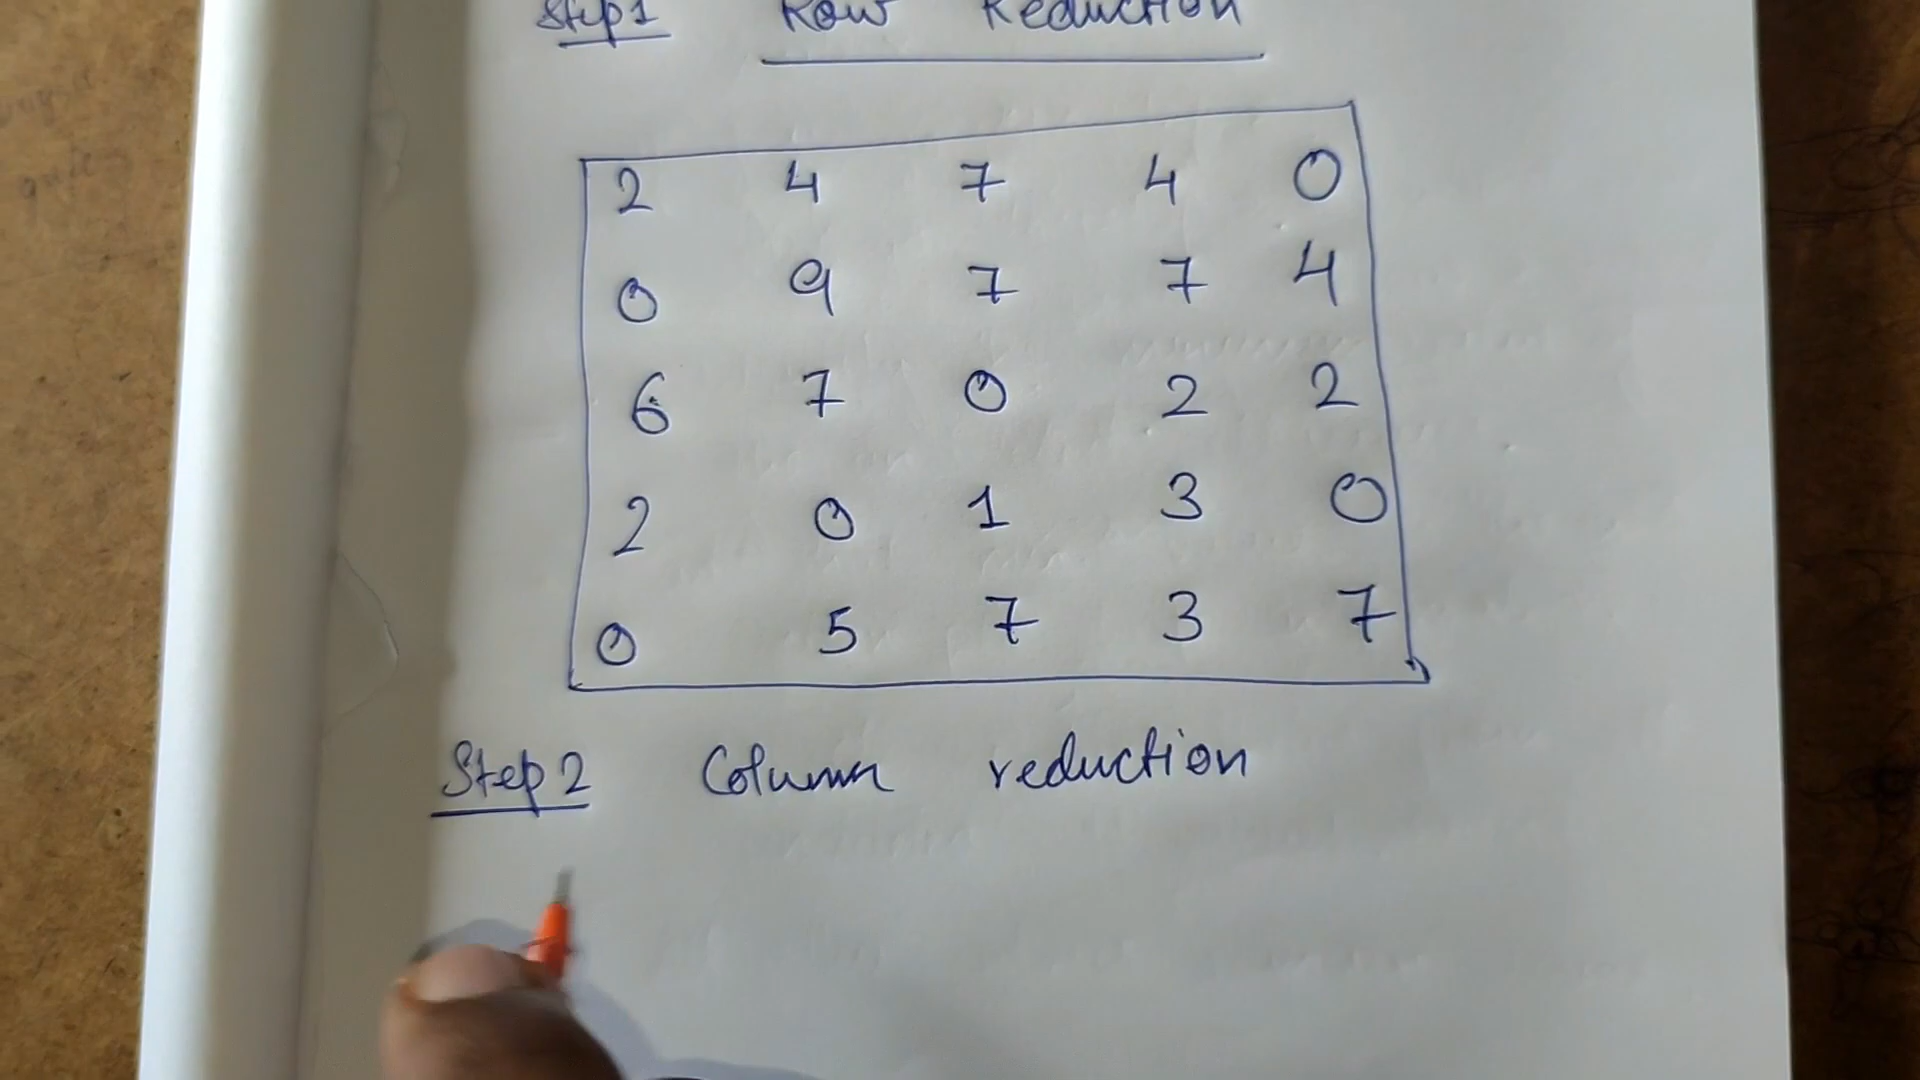 Step1 Row Reduction
2 4 7 4 0
0 9 7 7 4
6 7 0 2 2
2 0 1 3 0
0 5 7 3 7
Step 2 Column reduction